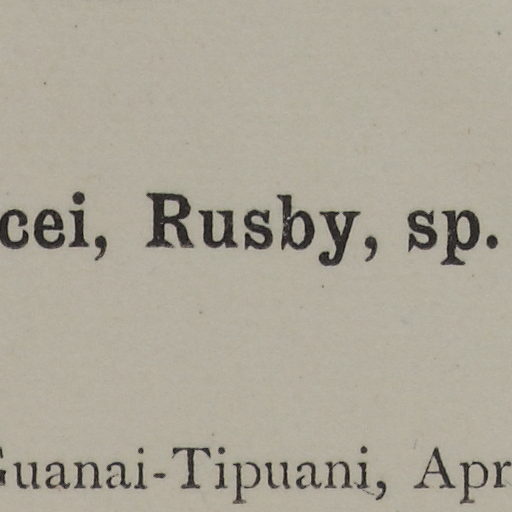 cei, Rusby, sp.
Guanai-Tipuani, Apr